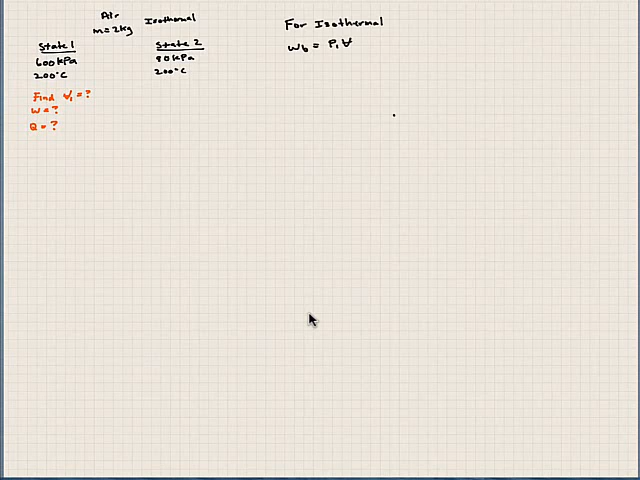 Air
m = 2kg
Isothermal
State 1
600 kPa
200°C
State 2
80 kPa
200°C
Find V₁ = ?
W = ?
Q = ?
For Isothermal
Wb = P₁V